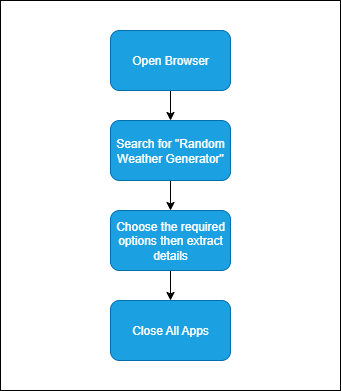 Open Browser
Search for "Random
Weather Generator"
Choose the required
options then extract
details
Close All Apps